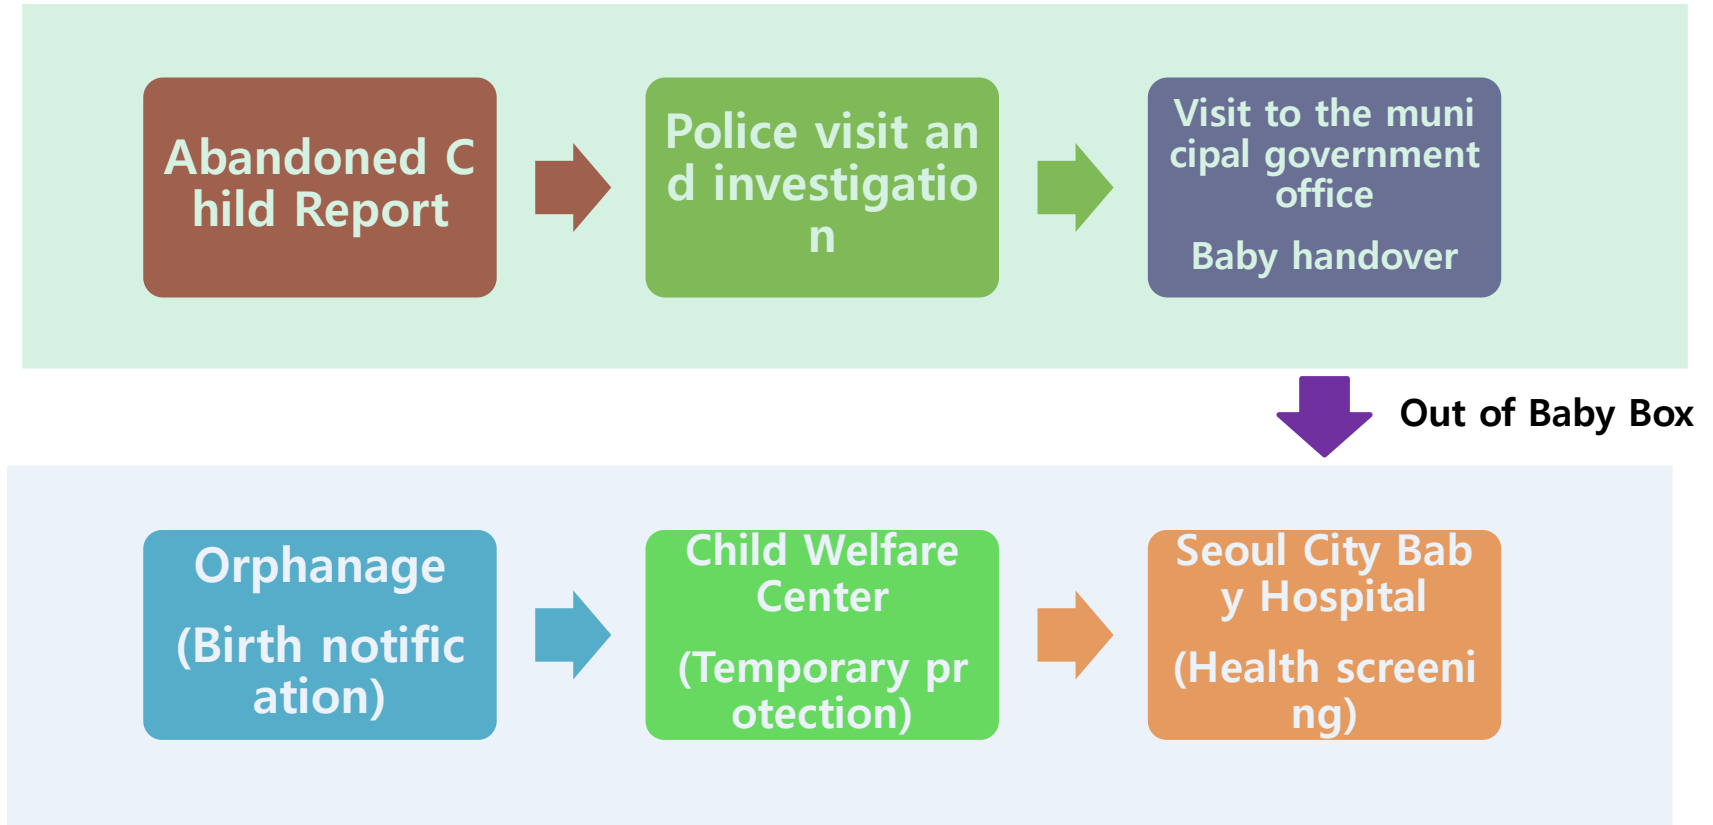 Abandoned C
hild Report
Police visit an
d investigatio
n
Visit to the muni
cipal government
office
Baby handover
Out of Baby Box
Orphanage
(Birth notific
ation)
Child Welfare
Center
(Temporary pr
otection)
Seoul City Bab
y Hospital
(Health screeni
ng)